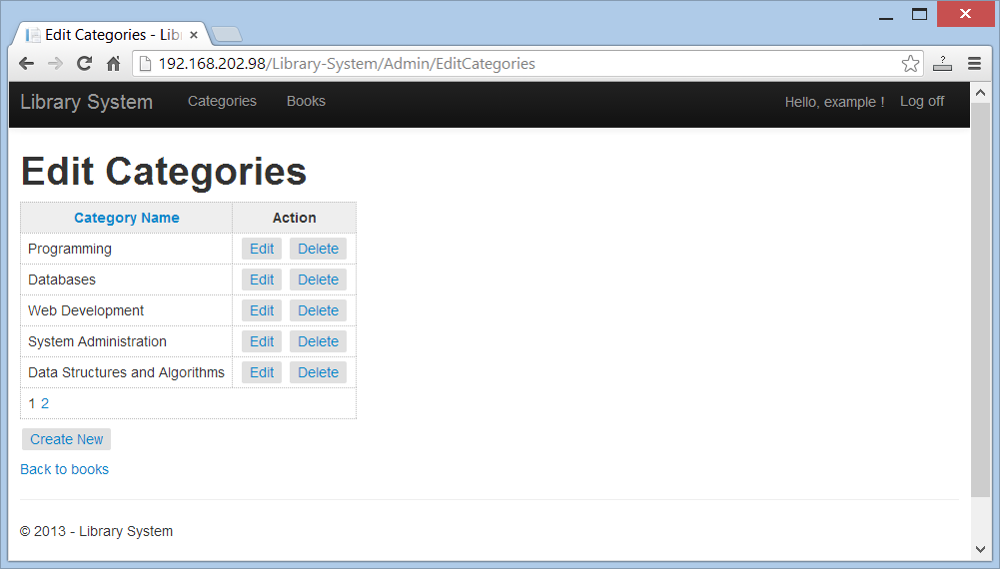 Edit Categories - Lib
192.168.202.98/Library-System/Admin/EditCategories
Library System Categories Books Hello, example ! Log off
Edit Categories
Category Name Action
Programming Edit Delete
Databases Edit Delete
Web Development Edit Delete
System Administration Edit Delete
Data Structures and Algorithms Edit Delete
1 2
Create New
Back to books
© 2013 - Library System